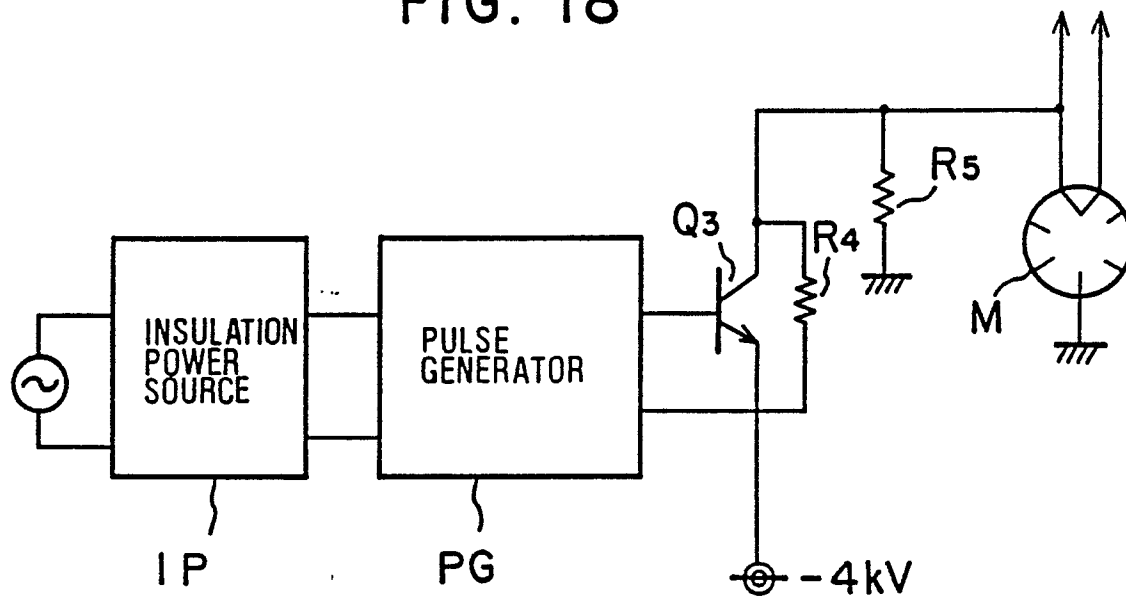 FIG. 18
Q3
R4
R5
M
INSULATION
POWER
SOURCE
PULSE
GENERATOR
IP
PG
-4kV